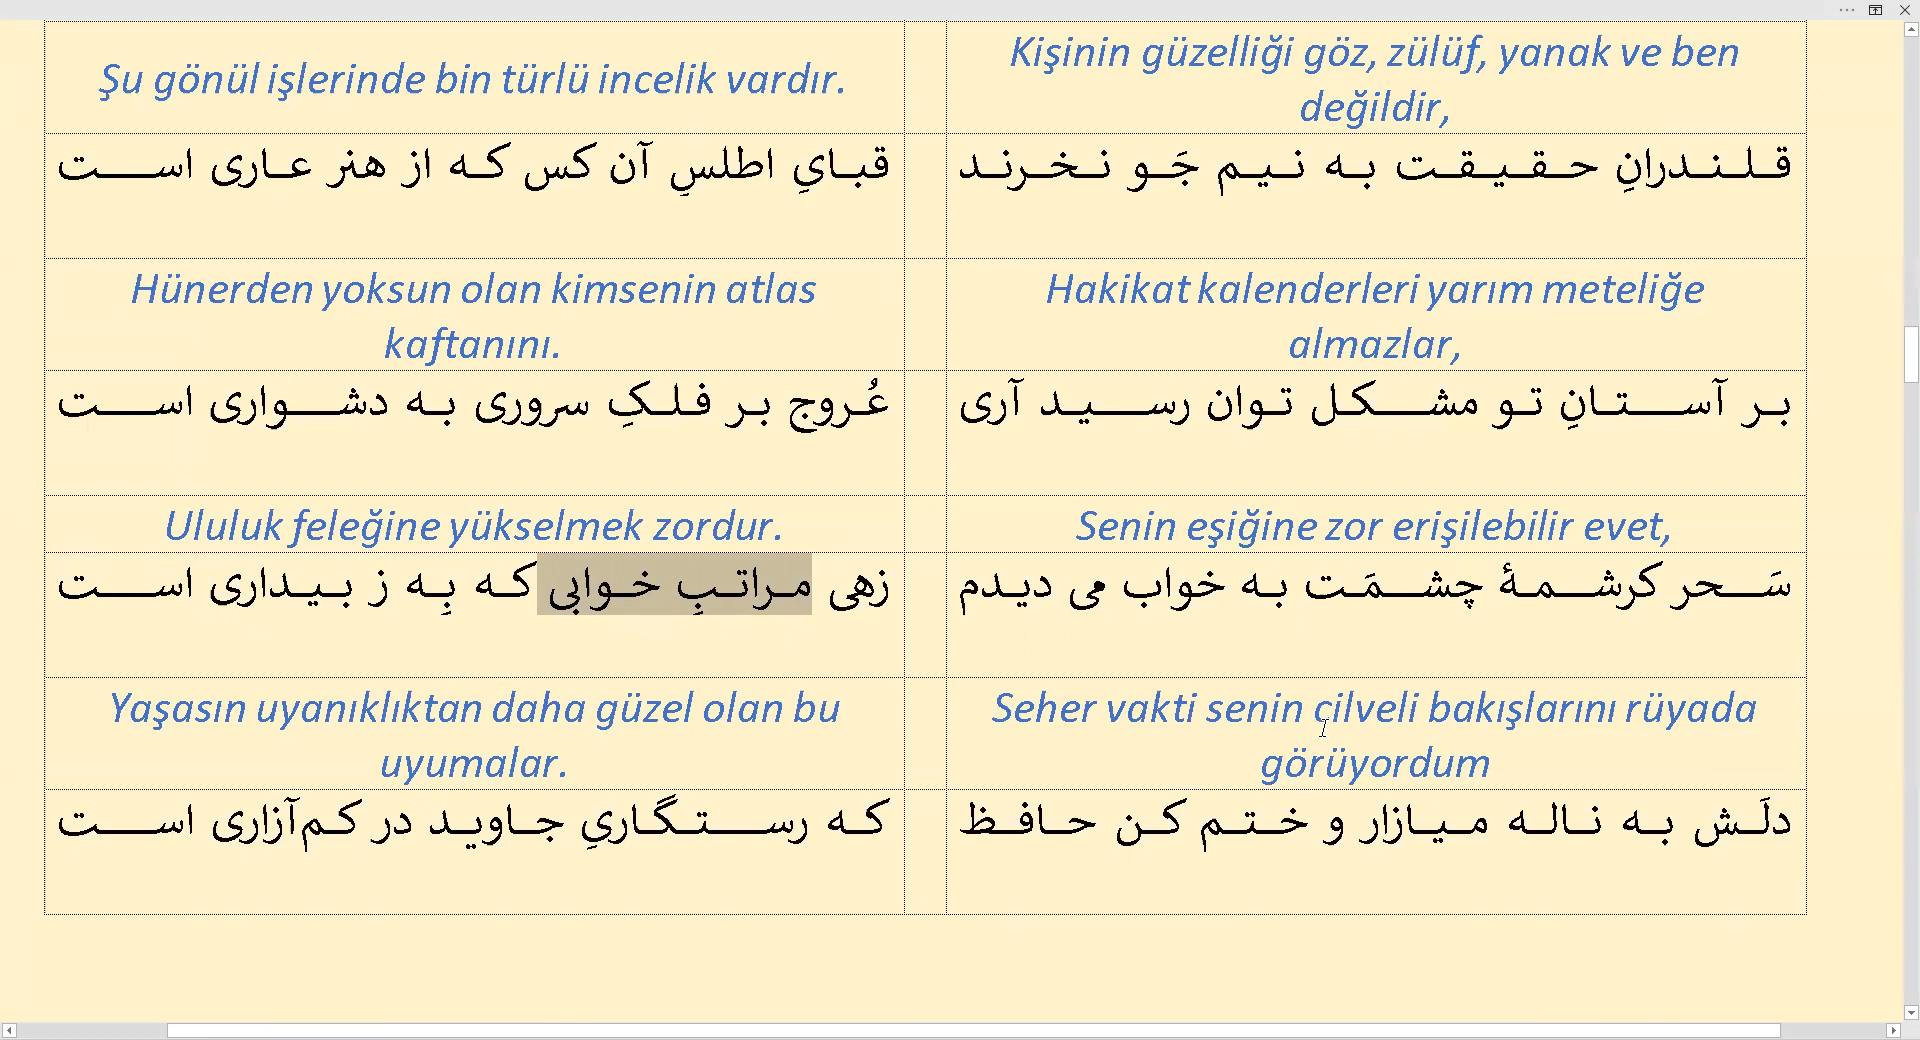 Kişinin güzelliği göz, zülüf, yanak ve ben
değildir,
Şu gönül işlerinde bin türlü incelik vardır.
قلندرانِ حقیقت به نیم جَو نخرند
قبایِ اطلسِ آن کس که از هنر عاری است
Hakikat kalenderleri yarım meteliğe
almazlar,
Hünerden yoksun olan kimsenin atlas
kaftanını.
بر آستانِ تو مشکل توان رسید آری
عُروج بر فلکِ سروری به دشواری است
Senin eşiğine zor erişilebilir evet,
Ululuk feleğine yükselmek zordur.
سَحر کرشمهٔ چشمَت به خواب می دیدم
زهی مراتبِ خوابی که بِه ز بیداری است
Seher vakti senin cilveli bakışlarını rüyada
görüyordum
Yaşasın uyanıklıktan daha güzel olan bu
uyumalar.
دلَش به ناله میازار و ختم کن حافظ
که رستگاریِ جاوید در کم‌آزاری است